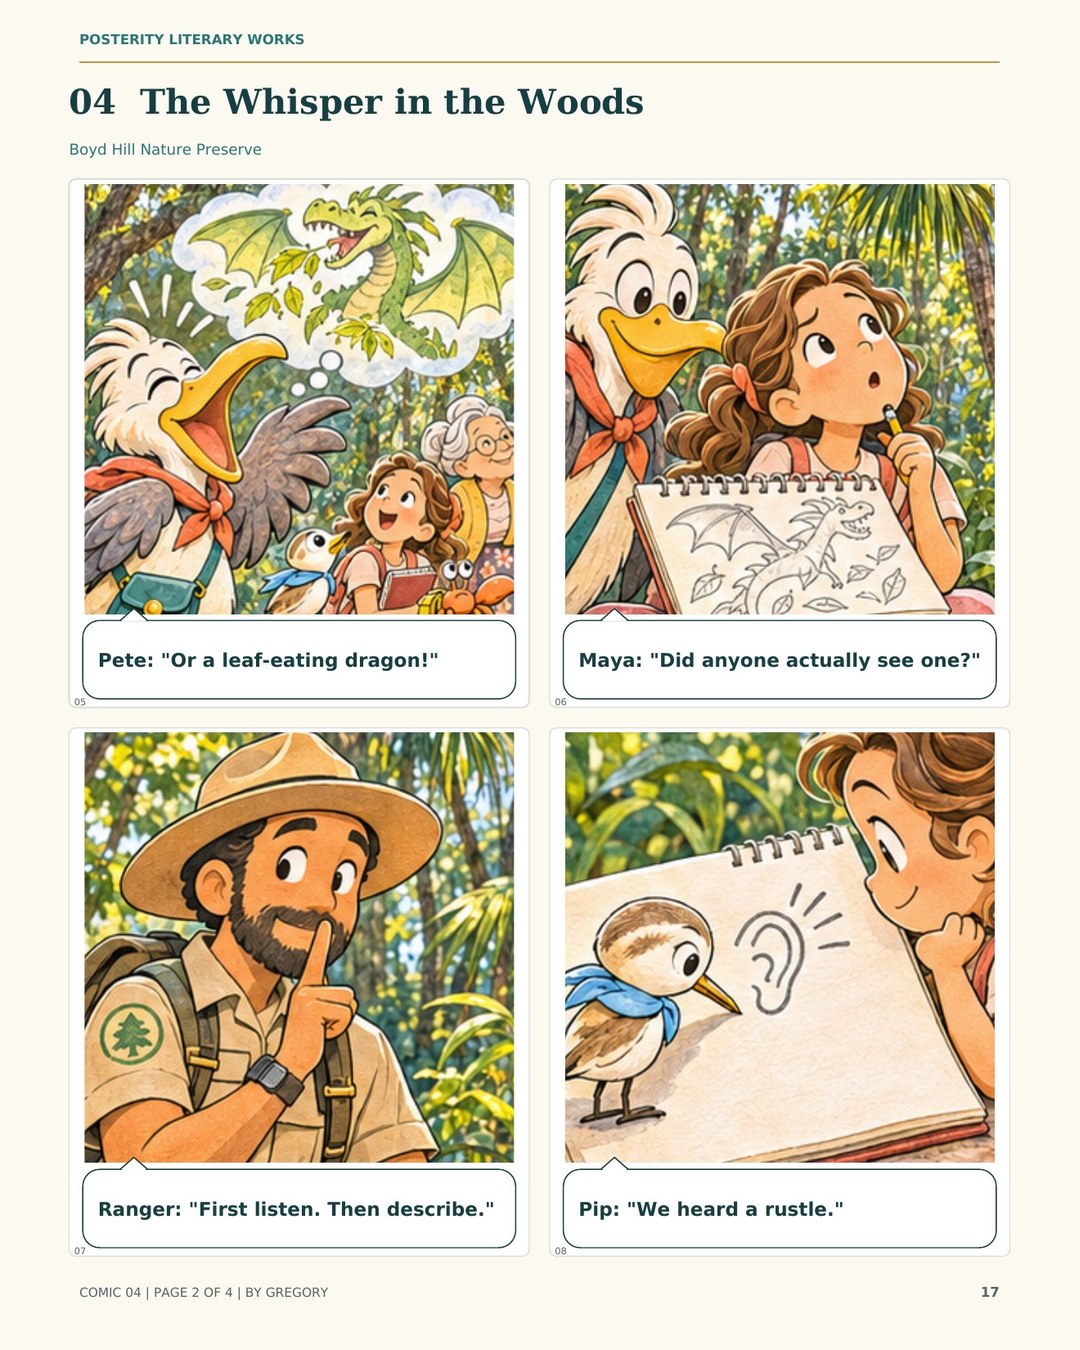 POSTERITY LITERARY WORKS
04 The Whisper in the Woods
Boyd Hill Nature Preserve
Pete: "Or a leaf-eating dragon!"
05
Maya: "Did anyone actually see one?"
06
Ranger: "First listen. Then describe."
07
Pip: "We heard a rustle."
08
COMIC 04 | PAGE 2 OF 4 | BY GREGORY
17